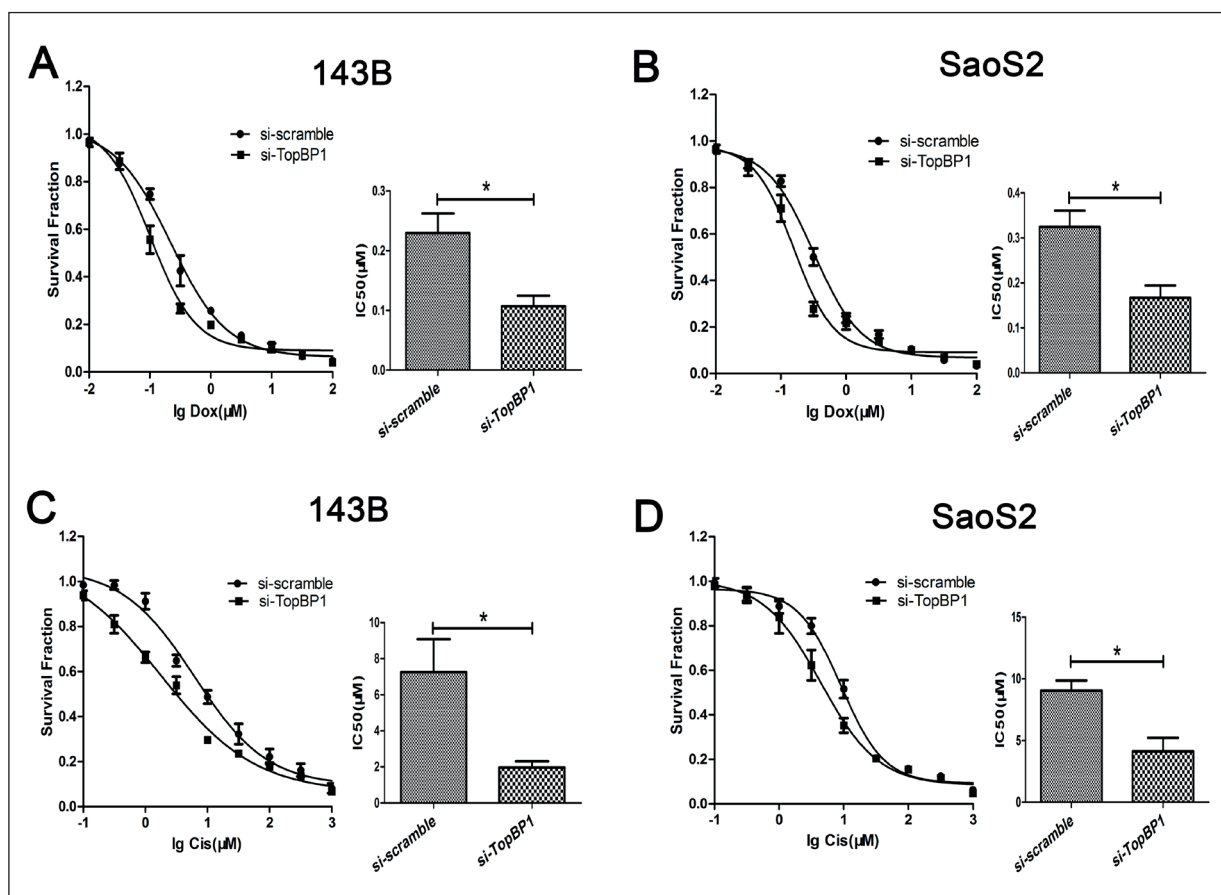 A
143B
1.2
1.0
0.8
0.6
0.4
0.2
0.0
Survival Fraction
-2
-1
0
1
2
lg Dox(µM)
si-scramble
si-TopBP1
0.3
0.2
0.1
0.0
IC50(µM)
*
si-scramble
si-TopBP1
B
SaoS2
1.2
1.0
0.8
0.6
0.4
0.2
0.0
Survival Fraction
-2
-1
0
1
2
lg Dox(µM)
si-scramble
si-TopBP1
0.4
0.3
0.2
0.1
0.0
IC50(µM)
*
si-scramble
si-TopBP1
C
143B
1.2
1.0
0.8
0.6
0.4
0.2
0.0
Survival Fraction
-1
0
1
2
3
lg Cis(µM)
si-scramble
si-TopBP1
10
8
6
4
2
0
IC50(µM)
*
si-scramble
si-TopBP1
D
SaoS2
1.2
1.0
0.8
0.6
0.4
0.2
0.0
Survival Fraction
-1
0
1
2
3
lg Cis(µM)
si-scramble
si-TopBP1
15
10
5
0
IC50(µM)
*
si-scramble
si-TopBP1